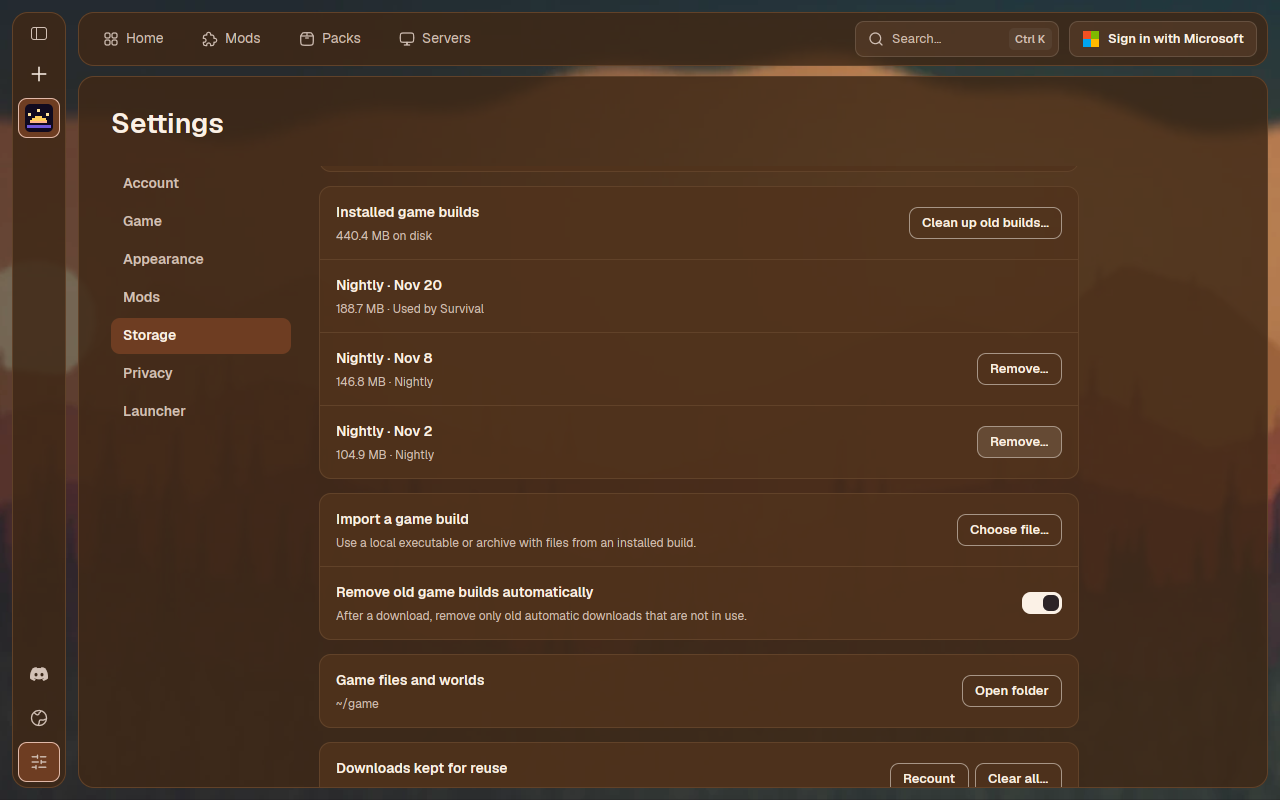 Home
Mods
Packs
Servers
Search...
Ctrl K
Sign in with Microsoft
Settings
Account
Game
Appearance
Mods
Storage
Privacy
Launcher
Installed game builds
440.4 MB on disk
Clean up old builds...
Nightly · Nov 20
188.7 MB · Used by Survival
Nightly · Nov 8
146.8 MB · Nightly
Remove...
Nightly · Nov 2
104.9 MB · Nightly
Remove...
Import a game build
Use a local executable or archive with files from an installed build.
Choose file...
Remove old game builds automatically
After a download, remove only old automatic downloads that are not in use.
Game files and worlds
~/game
Open folder
Downloads kept for reuse
Recount
Clear all...